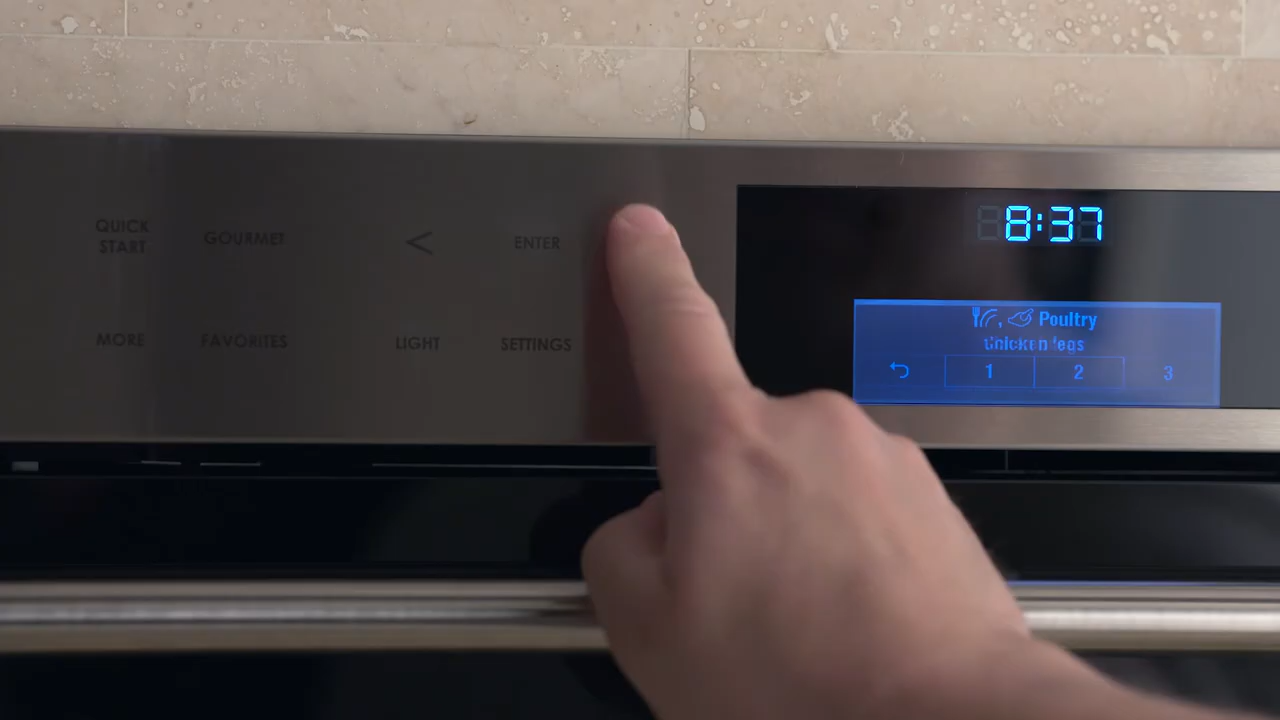 QUICK
START
GOURMET
<
ENTER
MORE
FAVORITES
LIGHT
SETTINGS
8:37
Poultry
Chicken legs
1
2
3